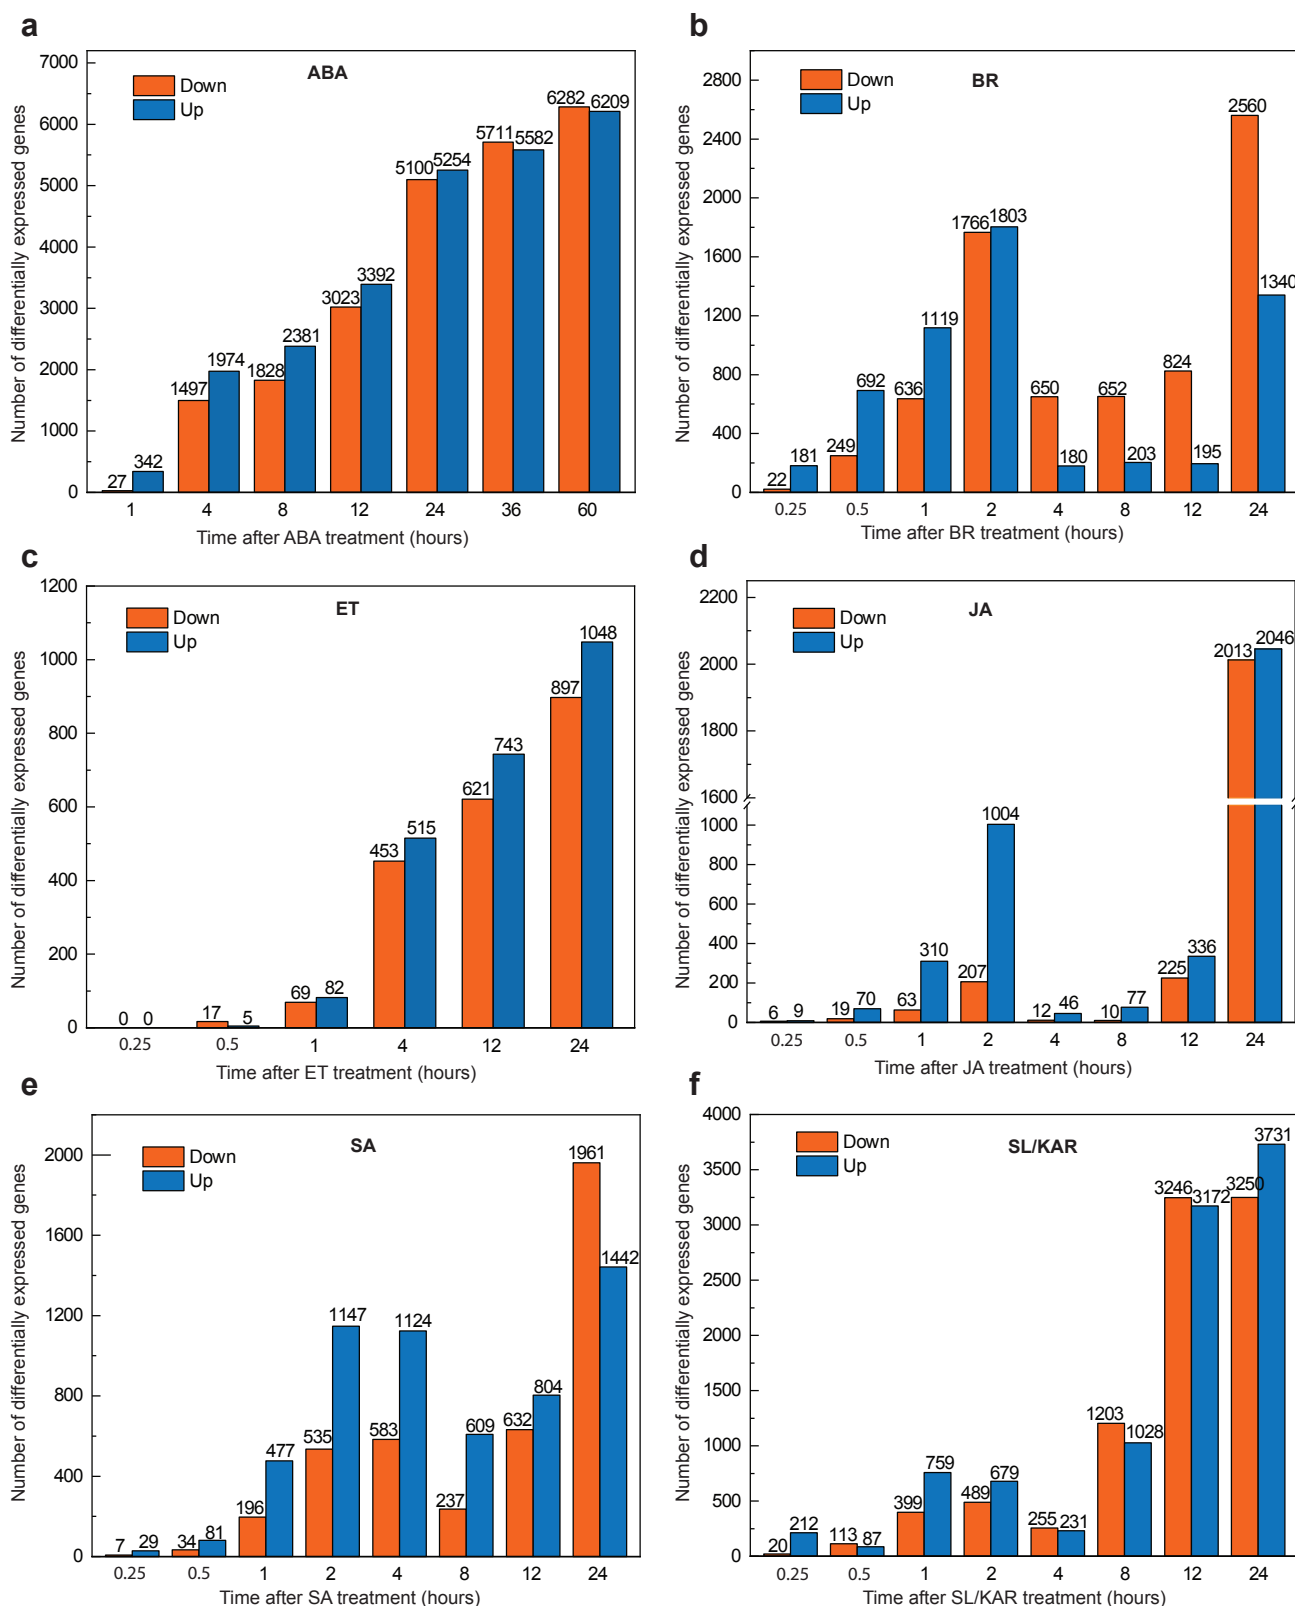 a
ABA
Down
Up
Number of differentially expressed genes
7000
6000
5000
4000
3000
2000
1000
0
27 342
1497 1974
1828 2381
3023 3392
5100 5254
5711 5582
6282 6209
1 4 8 12 24 36 60
Time after ABA treatment (hours)
b
BR
Down
Up
Number of differentially expressed genes
2800
2600
2200
1800
1600
1200
800
400
0
22 181
249 692
636 1119
1766 1803
650 180
652 203
824 195
2560 1340
0.25 0.5 1 2 4 8 12 24
Time after BR treatment (hours)
c
ET
Down
Up
Number of differentially expressed genes
1200
1000
800
600
400
200
0
0 0
17 5
69 82
453 515
621 743
897 1048
0.25 0.5 1 4 12 24
Time after ET treatment (hours)
d
JA
Down
Up
Number of differentially expressed genes
2200
2000
1800
1600
1000
800
600
400
200
0
6 9
19 70
63 310
207 1004
12 46
10 77
225 336
2013 2046
0.25 0.5 1 2 4 8 12 24
Time after JA treatment (hours)
e
SA
Down
Up
Number of differentially expressed genes
2000
1600
1200
800
400
0
7 29
34 81
196 477
535 1147
583 1124
237 609
632 804
1961 1442
0.25 0.5 1 2 4 8 12 24
Time after SA treatment (hours)
f
SL/KAR
Down
Up
Number of differentially expressed genes
4000
3500
3000
2500
2000
1500
1000
500
0
20 212
113 87
399 759
489 679
255 231
1203 1028
3246 3172
3250 3731
0.25 0.5 1 2 4 8 12 24
Time after SL/KAR treatment (hours)